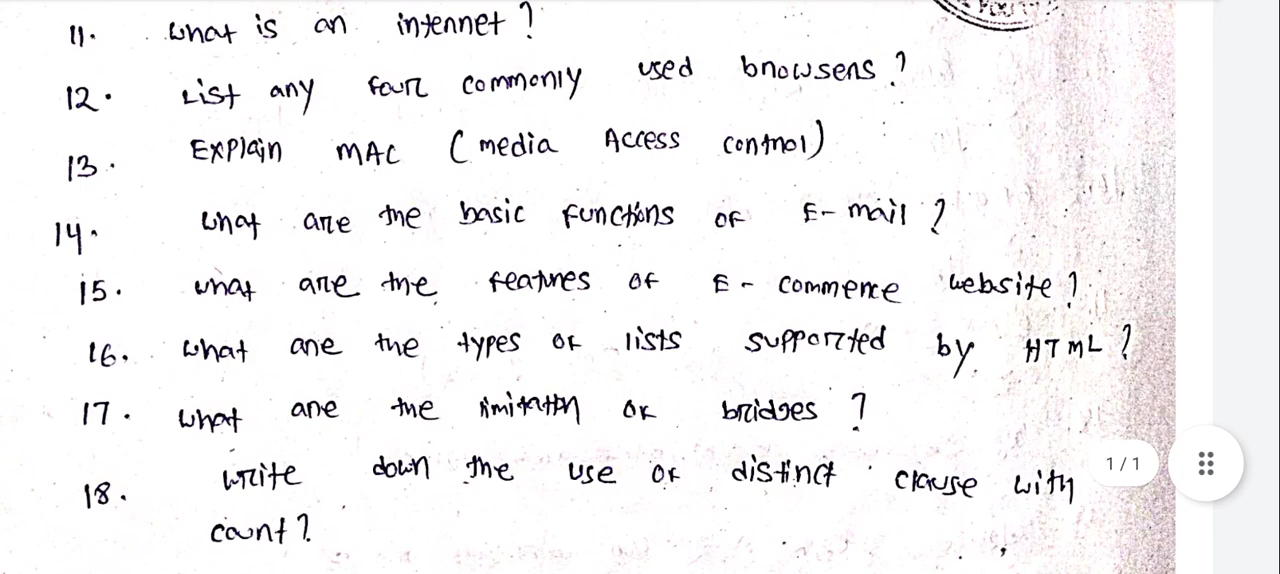 11. What is an internet ?
12. List any four commonly used browsers ?
13. Explain MAC (media Access control)
14. What are the basic functions of E-mail ?
15. What are the features of E-commerce website ?
16. What are the types of lists supported by HTML ?
17. What are the limitation of bridges ?
18. Write down the use of distinct clause with
count ?
1 / 1